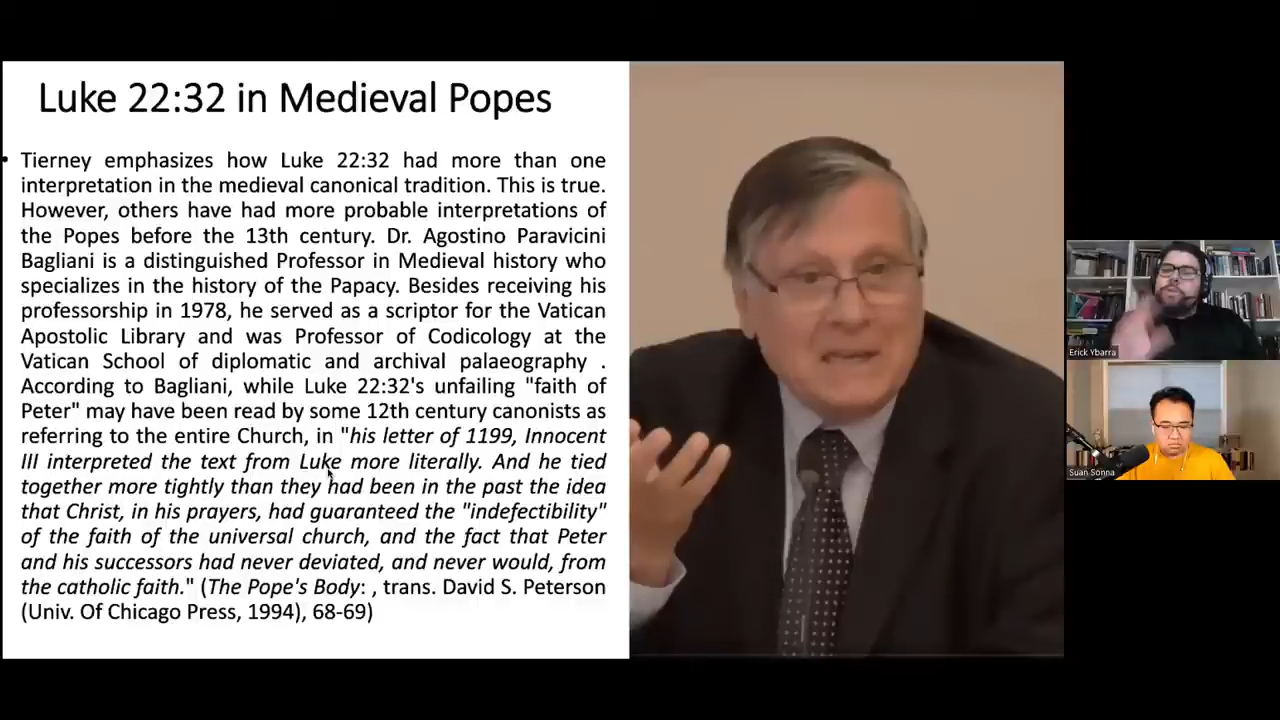 Luke 22:32 in Medieval Popes
• Tierney emphasizes how Luke 22:32 had more than one
interpretation in the medieval canonical tradition. This is true.
However, others have had more probable interpretations of
the Popes before the 13th century. Dr. Agostino Paravicini
Bagliani is a distinguished Professor in Medieval history who
specializes in the history of the Papacy. Besides receiving his
professorship in 1978, he served as a scriptor for the Vatican
Apostolic Library and was Professor of Codicology at the
Vatican School of diplomatic and archival palaeography .
According to Bagliani, while Luke 22:32's unfailing "faith of
Peter" may have been read by some 12th century canonists as
referring to the entire Church, in "his letter of 1199, Innocent
III interpreted the text from Luke more literally. And he tied
together more tightly than they had been in the past the idea
that Christ, in his prayers, had guaranteed the "indefectibility"
of the faith of the universal church, and the fact that Peter
and his successors had never deviated, and never would, from
the catholic faith." (The Pope's Body: , trans. David S. Peterson
(Univ. Of Chicago Press, 1994), 68-69)
Erick Ybarra
Suan Sonna